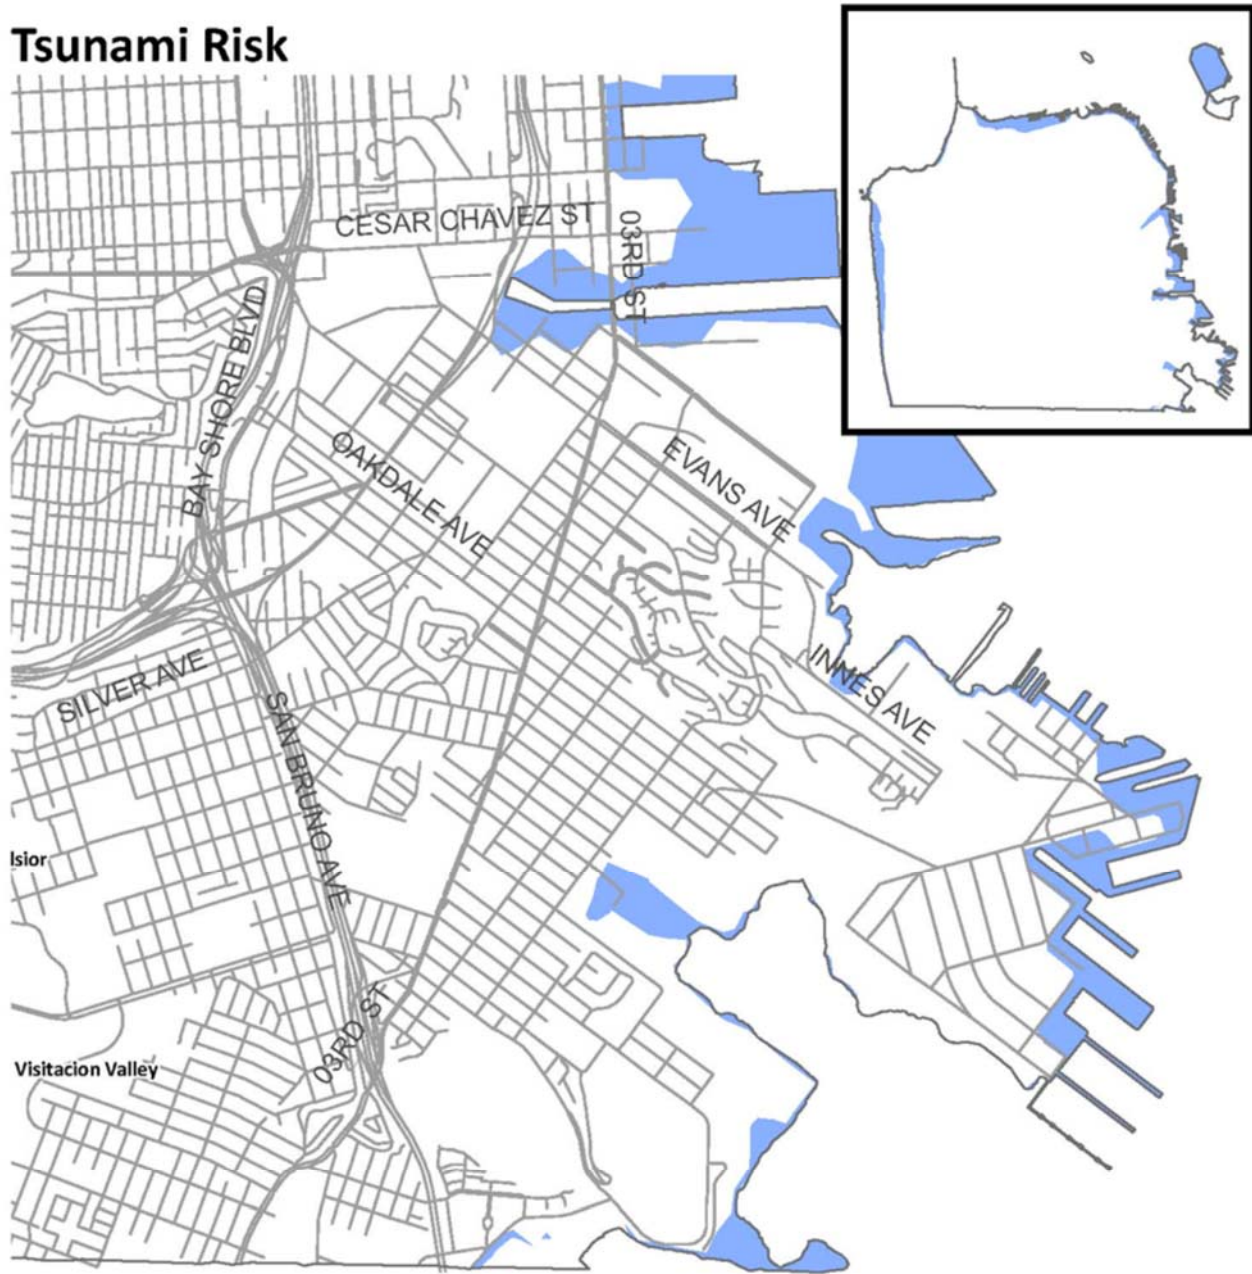 Tsunami Risk
CESAR CHAVEZ ST
03RD ST
BAY SHORE BLVD
OAKDALE AVE
EVANS AVE
SILVER AVE
INNES AVE
SAN BRUNO AVE
lsior
03RD ST
Visitacion Valley